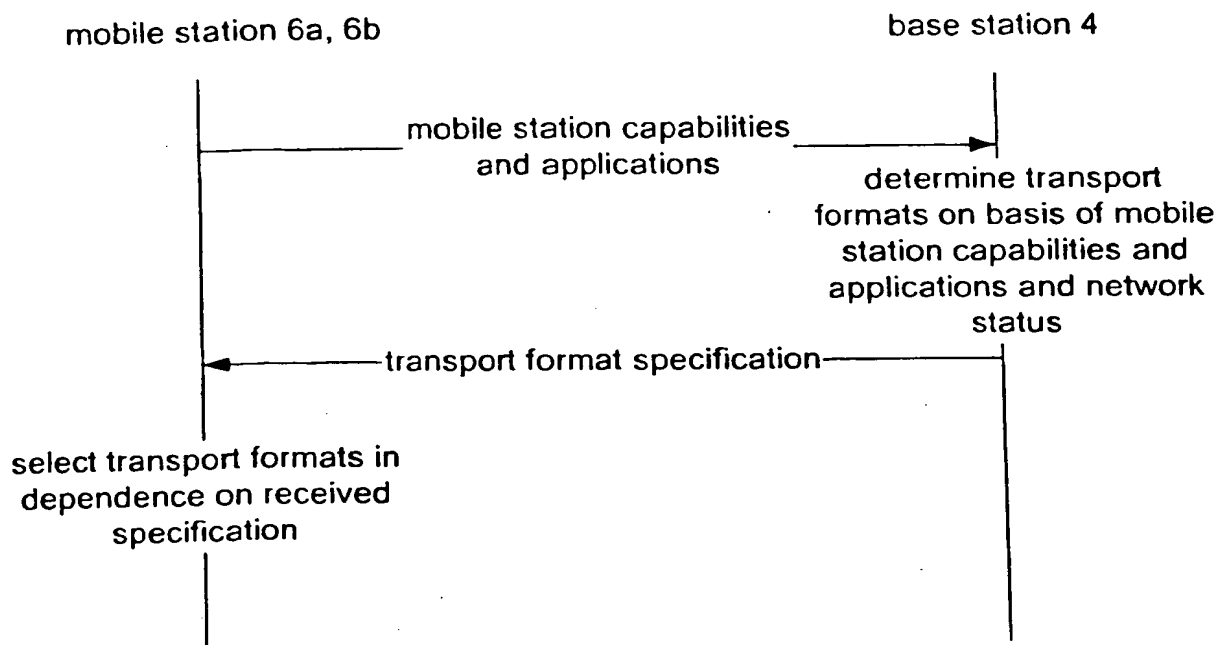 mobile station 6a, 6b
base station 4
mobile station capabilities
and applications
determine transport
formats on basis of mobile
station capabilities and
applications and network
status
transport format specification
select transport formats in
dependence on received
specification